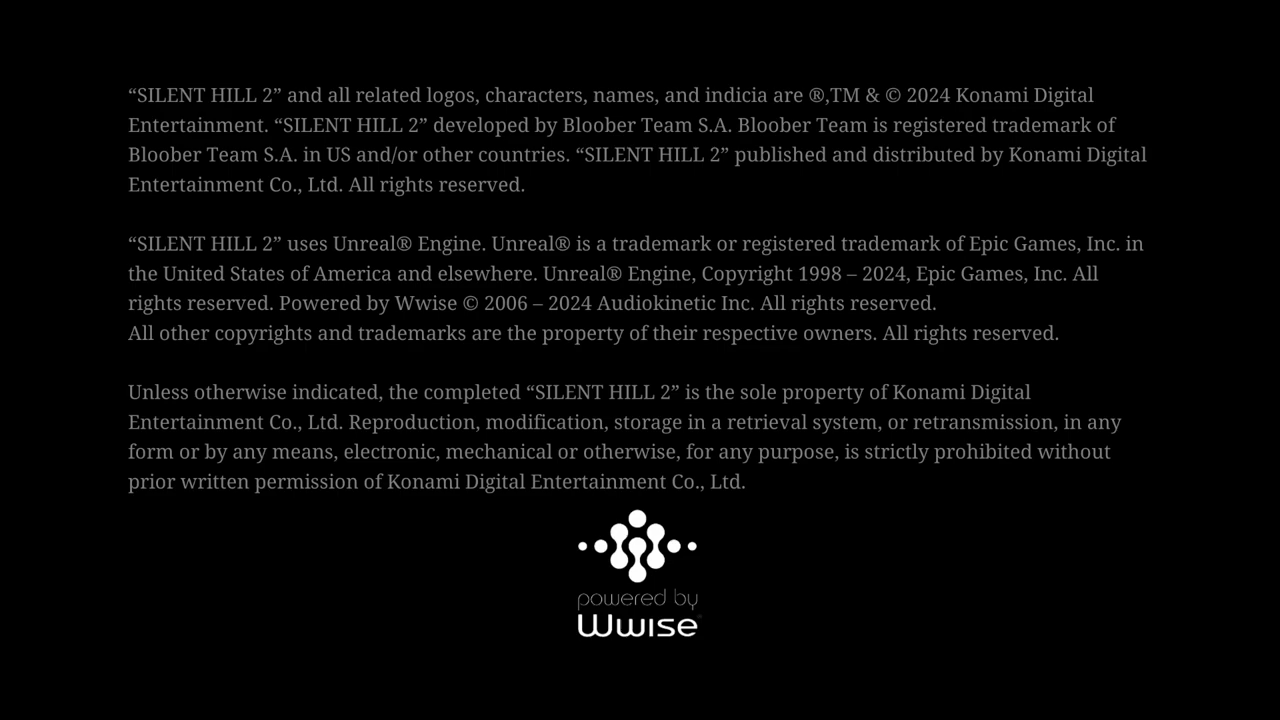 “SILENT HILL 2” and all related logos, characters, names, and indicia are ®,TM & © 2024 Konami Digital
Entertainment. “SILENT HILL 2” developed by Bloober Team S.A. Bloober Team is registered trademark of
Bloober Team S.A. in US and/or other countries. “SILENT HILL 2” published and distributed by Konami Digital
Entertainment Co., Ltd. All rights reserved.
“SILENT HILL 2” uses Unreal® Engine. Unreal® is a trademark or registered trademark of Epic Games, Inc. in
the United States of America and elsewhere. Unreal® Engine, Copyright 1998 – 2024, Epic Games, Inc. All
rights reserved. Powered by Wwise © 2006 – 2024 Audiokinetic Inc. All rights reserved.
All other copyrights and trademarks are the property of their respective owners. All rights reserved.
Unless otherwise indicated, the completed “SILENT HILL 2” is the sole property of Konami Digital
Entertainment Co., Ltd. Reproduction, modification, storage in a retrieval system, or retransmission, in any
form or by any means, electronic, mechanical or otherwise, for any purpose, is strictly prohibited without
prior written permission of Konami Digital Entertainment Co., Ltd.
powered by
Wwise